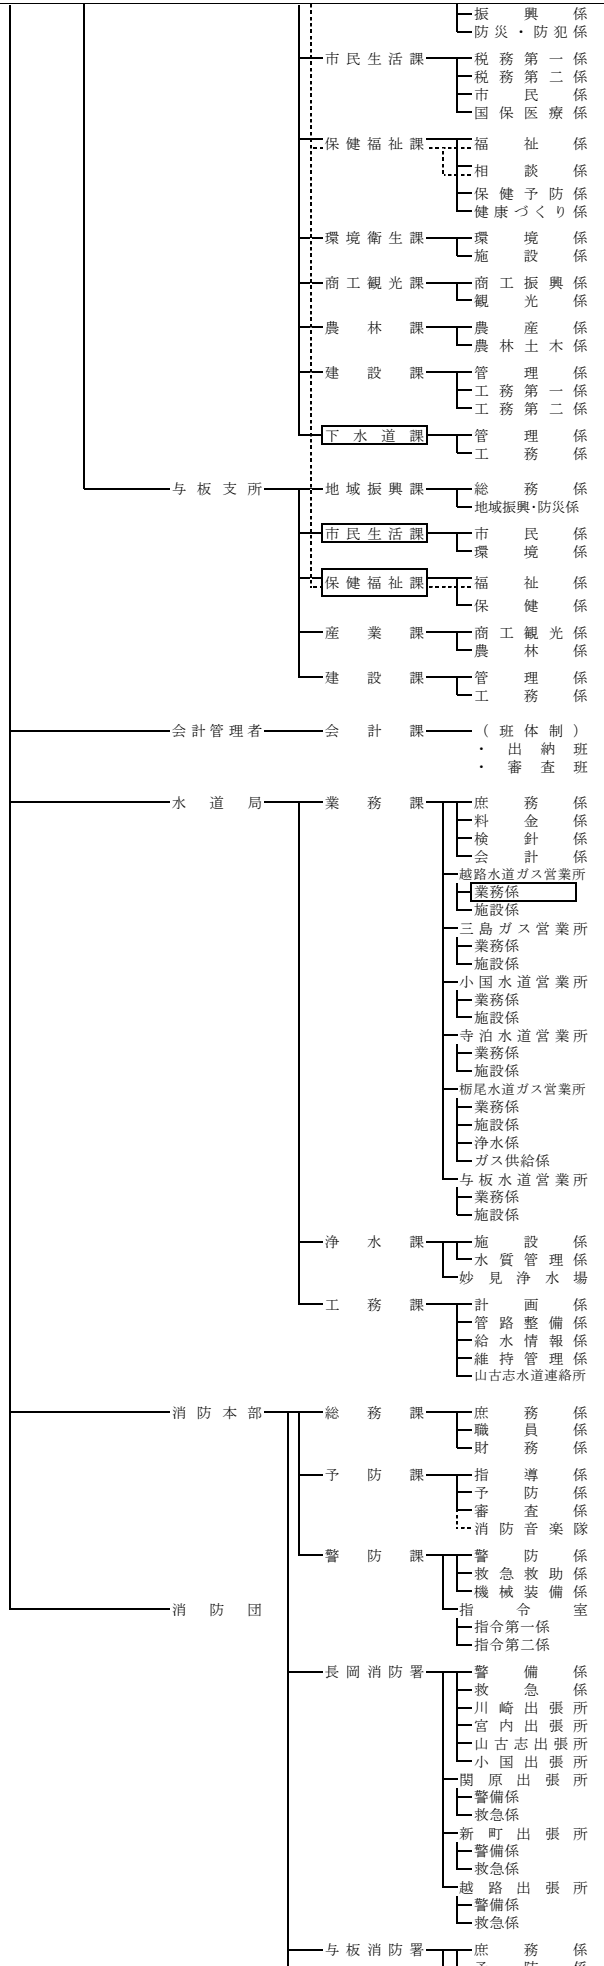 振興係
防災・防犯係
市民生活課 税務第一係
税務第二係
市民係
国保医療係
保健福祉課 福祉係
相談係
保健予防係
健康づくり係
環境衛生課 環境係
施設係
商工観光課 商工振興係
観光係
農林課 農産係
農林土木係
建設課 管理係
工務第一係
工務第二係
下水道課 管理係
工務係
与板支所 地域振興課 総務係
地域振興・防災係
市民生活課 市民係
環境係
保健福祉課 福祉係
保健係
産業課 商工観光係
農林係
建設課 管理係
工務係
会計管理者 会計課 (班体制)
・出納班
・審査班
水道局 業務課 庶務係
料金係
検針係
会計係
越路水道ガス営業所
業務係
施設係
三島ガス営業所
業務係
施設係
小国水道営業所
業務係
施設係
寺泊水道営業所
業務係
施設係
栃尾水道ガス営業所
業務係
施設係
浄水係
ガス供給係
与板水道営業所
業務係
施設係
浄水課 施設係
水質管理係
妙見浄水場
工務課 計画係
管路整備係
給水情報係
維持管理係
山古志水道連絡所
消防本部 総務課 庶務係
職員係
財務係
予防課 指導係
予防係
審査係
消防音楽隊
警防課 警防係
救急救助係
機械装備係
消防団 指令室
指令第一係
指令第二係
長岡消防署 警備係
救急係
川崎出張所
宮内出張所
山古志出張所
小国出張所
関原出張所
警備係
救急係
新町出張所
警備係
救急係
越路出張所
警備係
救急係
与板消防署 庶務係